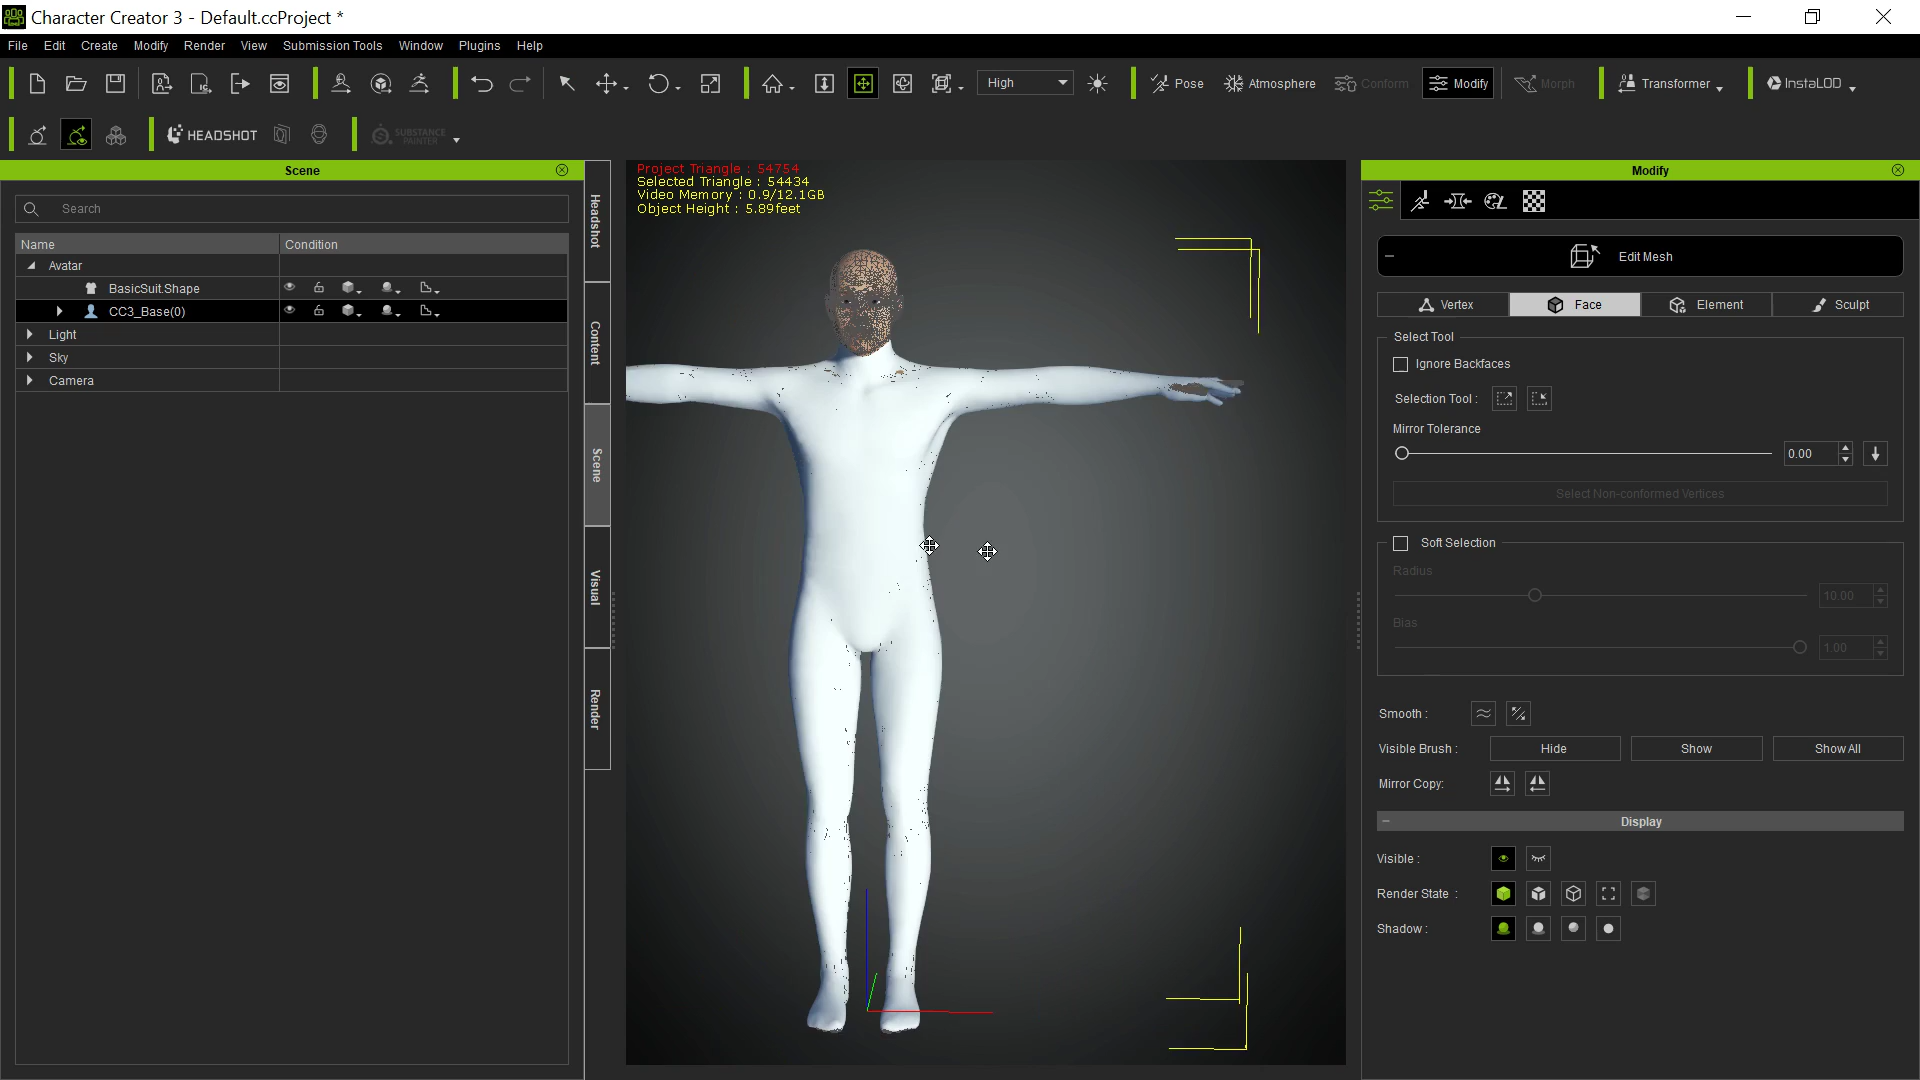 Character Creator 3 - Default.ccProject *
File Edit Create Modify Render View Submission Tools Window Plugins Help
High Pose Atmosphere Conform Modify Morph Transformer InstaLOD
HEADSHOT SUBSTANCE PAINTER
Scene
Search
Name Condition
Avatar
BasicSuit.Shape
CC3_Base(0)
Light
Sky
Camera
Headshot
Content
Scene
Visual
Render
Project Triangle : 54754
Selected Triangle : 54434
Video Memory : 0.9/12.1GB
Object Height : 5.89feet
Modify
Edit Mesh
Vertex Face Element Sculpt
Select Tool
Ignore Backfaces
Selection Tool :
Mirror Tolerance
0.00
Select Non-conformed Vertices
Soft Selection
Radius
10.00
Bias
1.00
Smooth :
Visible Brush : Hide Show Show All
Mirror Copy:
Display
Visible :
Render State :
Shadow :